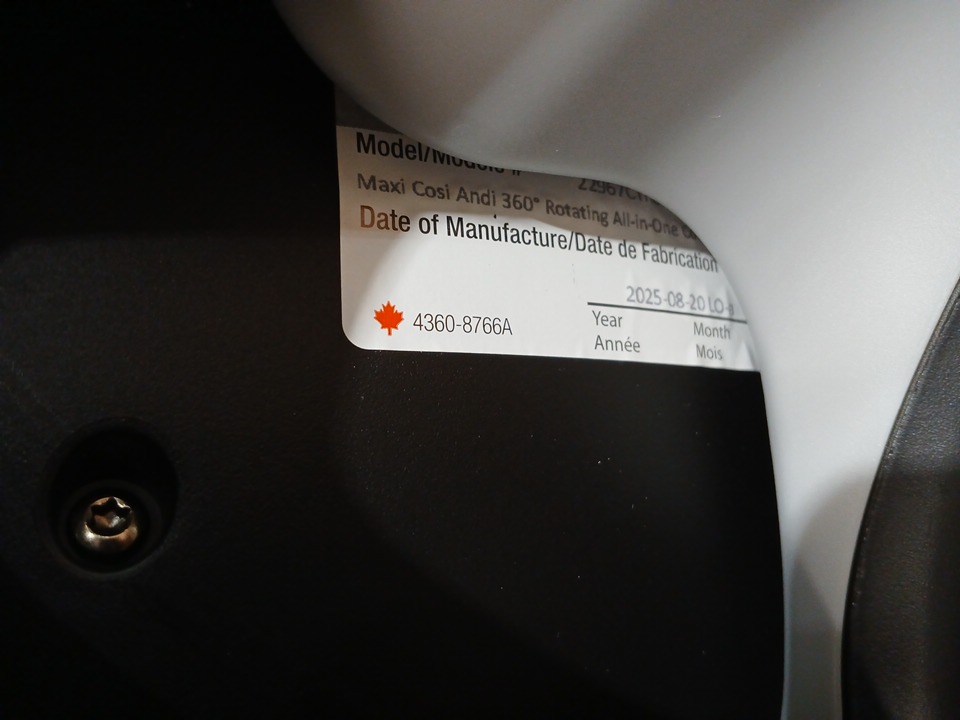 Model/Modèle #
Maxi Cosi Andi 360° Rotating All-in-One
Date of Manufacture/Date de Fabrication
2025-08-20
4360-8766A
Year Month
Année Mois